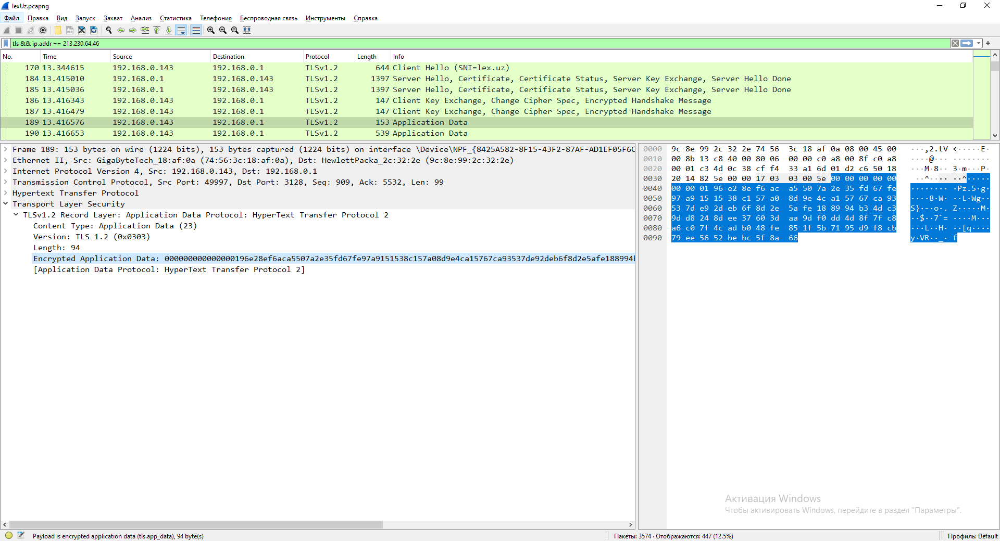 lexUz.pcapng
Файл Правка Вид Запуск Захват Анализ Статистика Телефония Беспроводная связь Инструменты Справка
tls && ip.addr == 213.230.64.46
No. Time Source Destination Protocol Length Info
170 13.344615 192.168.0.143 192.168.0.1 TLSv1.2 644 Client Hello (SNI=lex.uz)
184 13.415010 192.168.0.1 192.168.0.143 TLSv1.2 1397 Server Hello, Certificate, Certificate Status, Server Key Exchange, Server Hello Done
185 13.415036 192.168.0.1 192.168.0.143 TLSv1.2 1397 Server Hello, Certificate, Certificate Status, Server Key Exchange, Server Hello Done
186 13.416343 192.168.0.143 192.168.0.1 TLSv1.2 147 Client Key Exchange, Change Cipher Spec, Encrypted Handshake Message
187 13.416479 192.168.0.143 192.168.0.1 TLSv1.2 147 Client Key Exchange, Change Cipher Spec, Encrypted Handshake Message
189 13.416576 192.168.0.143 192.168.0.1 TLSv1.2 153 Application Data
190 13.416653 192.168.0.143 192.168.0.1 TLSv1.2 539 Application Data
Frame 189: 153 bytes on wire (1224 bits), 153 bytes captured (1224 bits) on interface \Device\NPF_{8425A582-8F15-43F2-87AF-AD1EF05F6C
Ethernet II, Src: GigaByteTech_18:af:0a (74:56:3c:18:af:0a), Dst: HewlettPacka_2c:32:2e (9c:8e:99:2c:32:2e)
Internet Protocol Version 4, Src: 192.168.0.143, Dst: 192.168.0.1
Transmission Control Protocol, Src Port: 49997, Dst Port: 3128, Seq: 909, Ack: 5532, Len: 99
Hypertext Transfer Protocol
Transport Layer Security
TLSv1.2 Record Layer: Application Data Protocol: HyperText Transfer Protocol 2
Content Type: Application Data (23)
Version: TLS 1.2 (0x0303)
Length: 94
Encrypted Application Data: 000000000000000196e28ef6aca5507a2e35fd67fe97a9151538c157a08d9e4ca15767ca93537de92deb6f8d2e5afe188994b
[Application Data Protocol: HyperText Transfer Protocol 2]
0000 9c 8e 99 2c 32 2e 74 56 3c 18 af 0a 08 00 45 00 ···,2.tV <·····E·
0010 00 8b 13 c8 40 00 80 06 00 00 c0 a8 00 8f c0 a8 ····@··· ········
0020 00 01 c3 4d 0c 38 cf f4 33 a1 6d 01 d2 c6 50 18 ···M·8·· 3·m···P·
0030 20 14 82 5e 00 00 17 03 03 00 5e 00 00 00 00 00 ··^···· ··^·····
0040 00 00 01 96 e2 8e f6 ac a5 50 7a 2e 35 fd 67 fe ········ ·Pz.5·g·
0050 97 a9 15 15 38 c1 57 a0 8d 9e 4c a1 57 67 ca 93 ····8·W· ··L·Wg··
0060 53 7d e9 2d eb 6f 8d 2e 5a fe 18 89 94 b3 4d c3 S}·-·o·. Z·····M·
0070 9d d8 24 8d ee 37 60 3d aa 9d f0 dd 4d 8f 7f c8 ··$··7`= ····M···
0080 a6 c0 7f 4c ad b0 48 fe 85 1f 5b 71 95 d9 f8 cb ···L··H· ··[q····
0090 79 ee 56 52 be bc 5f 8a 66 y·VR··_· f
Активация Windows
Чтобы активировать Windows, перейдите в раздел "Параметры".
Payload is encrypted application data (tls.app_data), 94 byte(s)
Пакеты: 3574 · Отображаются: 447 (12.5%)
Профиль: Default